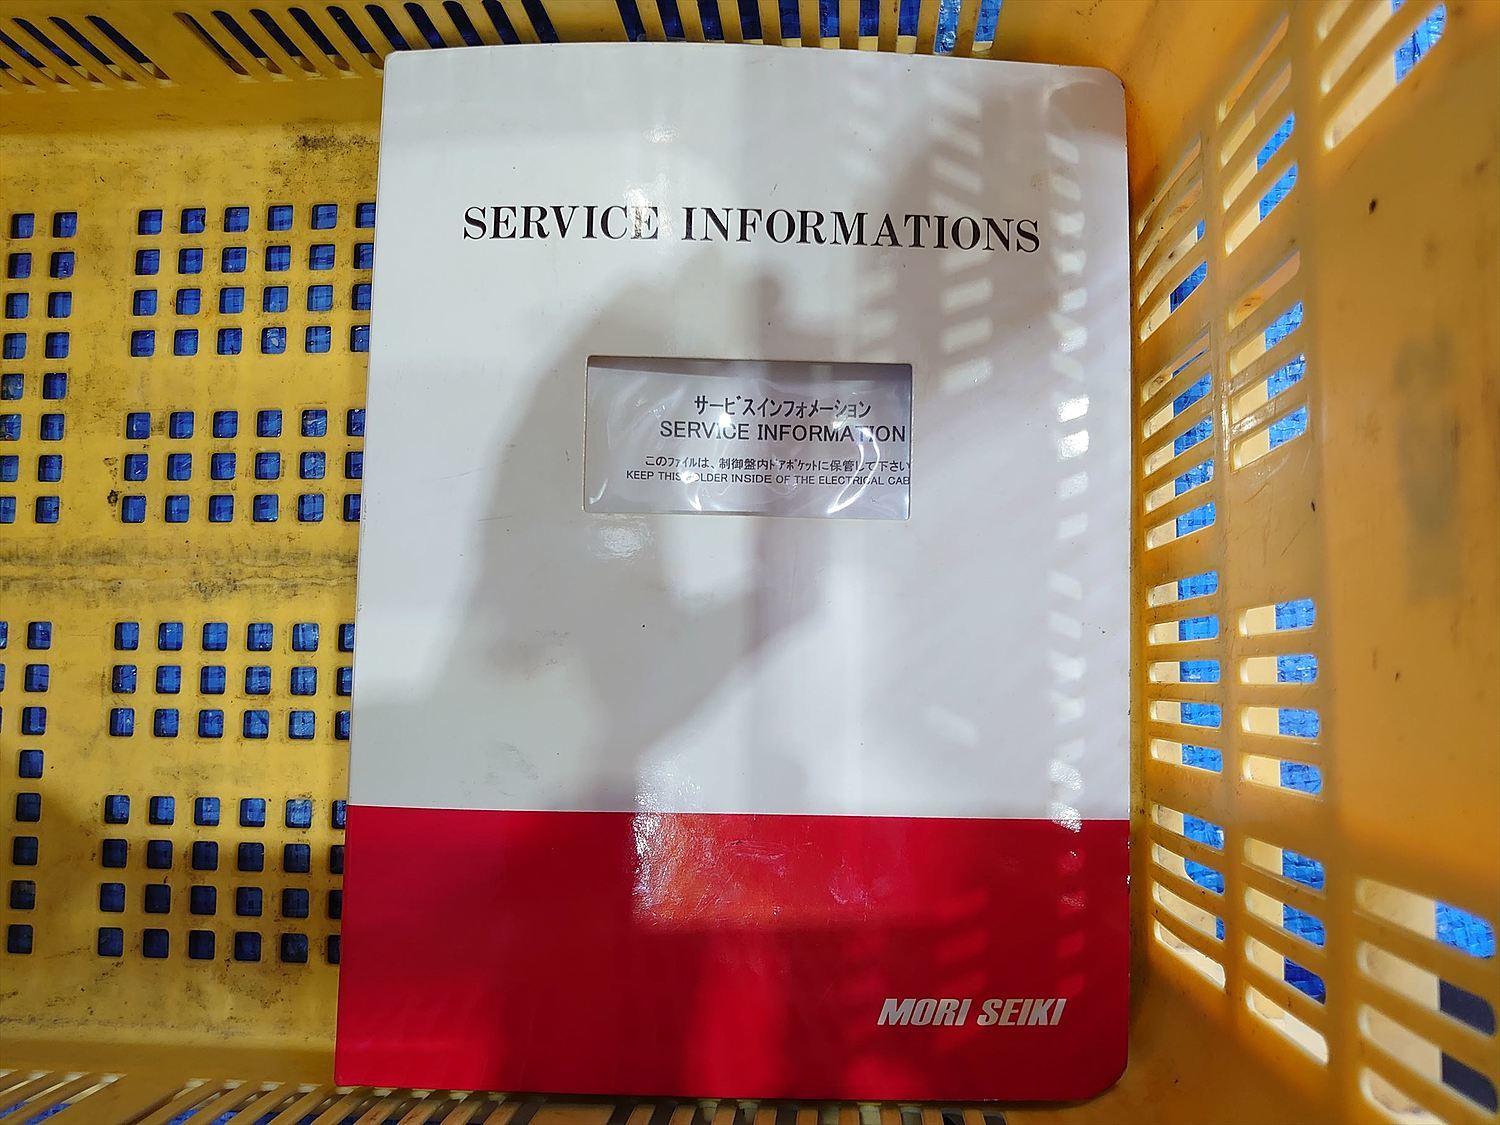 SERVICE INFORMATIONS
サービスインフォメーション
SERVICE INFORMATION
このファイルは、制御盤内ドアポケットに保管して下さい
KEEP THIS FOLDER INSIDE OF THE ELECTRICAL CAB
MORI SEIKI